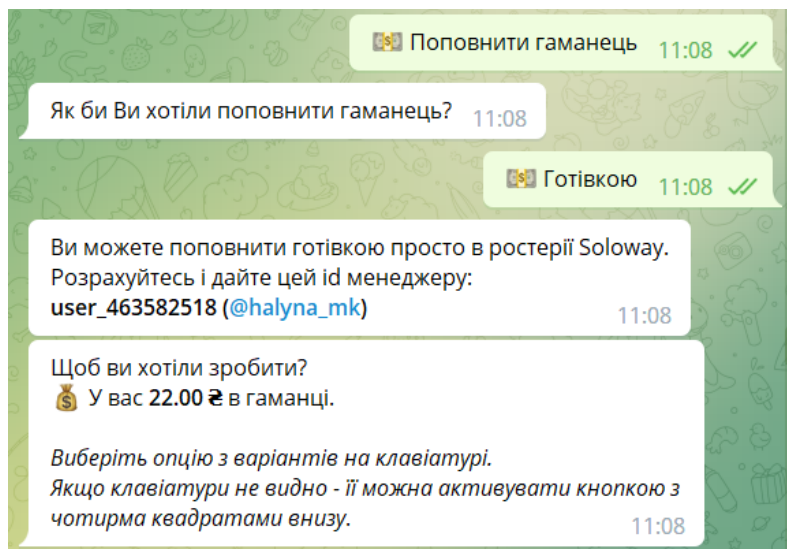 💵 Поповнити гаманець 11:08
Як би Ви хотіли поповнити гаманець? 11:08
💵 Готівкою 11:08
Ви можете поповнити готівкою просто в ростерії Soloway.
Розрахуйтесь і дайте цей id менеджеру:
user_463582518 (@halyna_mk) 11:08
Щоб ви хотіли зробити?
💰 У вас 22.00 ₴ в гаманці.
Виберіть опцію з варіантів на клавіатурі.
Якщо клавіатури не видно - її можна активувати кнопкою з
чотирма квадратами внизу. 11:08